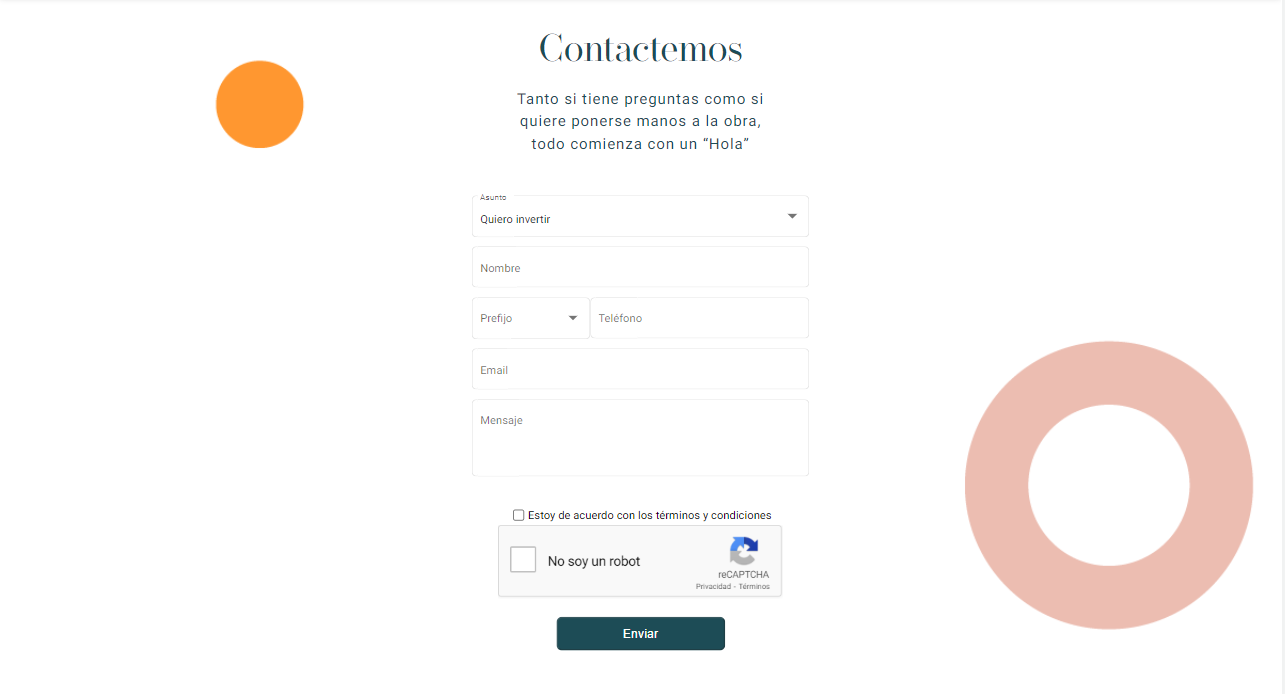 Contactemos
Tanto si tiene preguntas como si
quiere ponerse manos a la obra,
todo comienza con un “Hola”
Asunto
Quiero invertir
Nombre
Prefijo
Teléfono
Email
Mensaje
Estoy de acuerdo con los términos y condiciones
No soy un robot
reCAPTCHA
Privacidad - Términos
Enviar